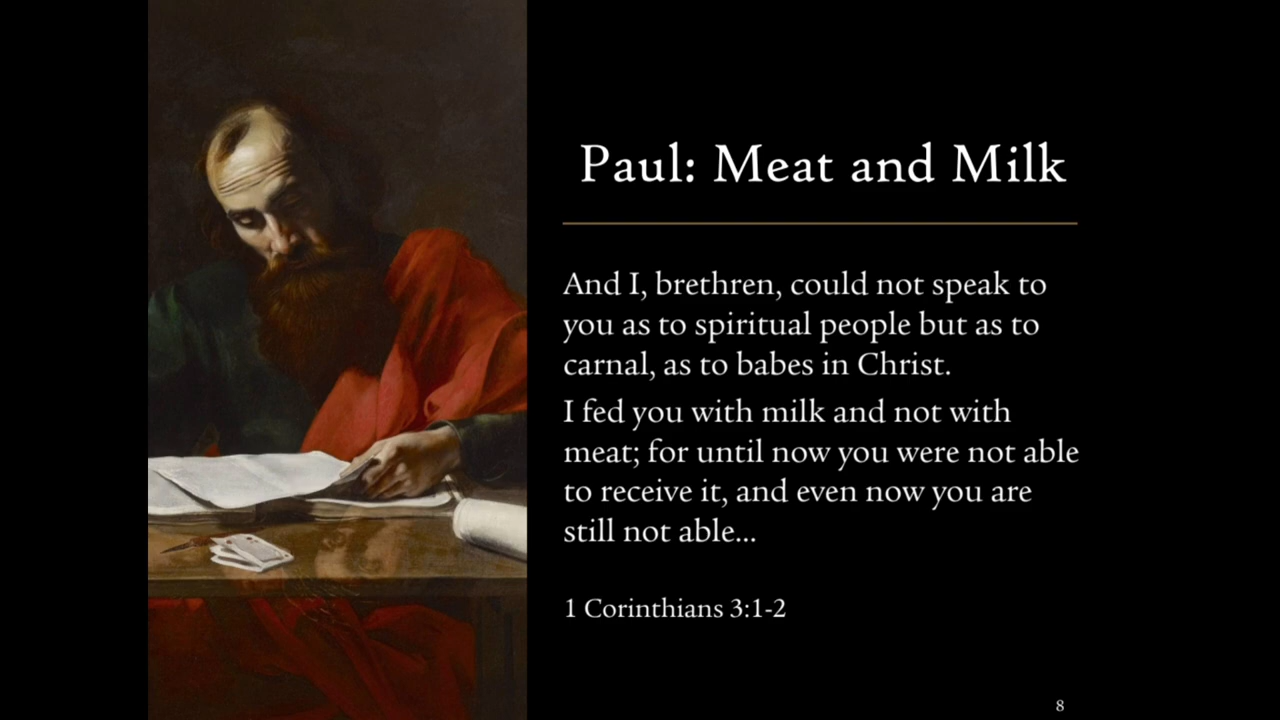 Paul: Meat and Milk
And I, brethren, could not speak to
you as to spiritual people but as to
carnal, as to babes in Christ.
I fed you with milk and not with
meat; for until now you were not able
to receive it, and even now you are
still not able...
1 Corinthians 3:1-2
8